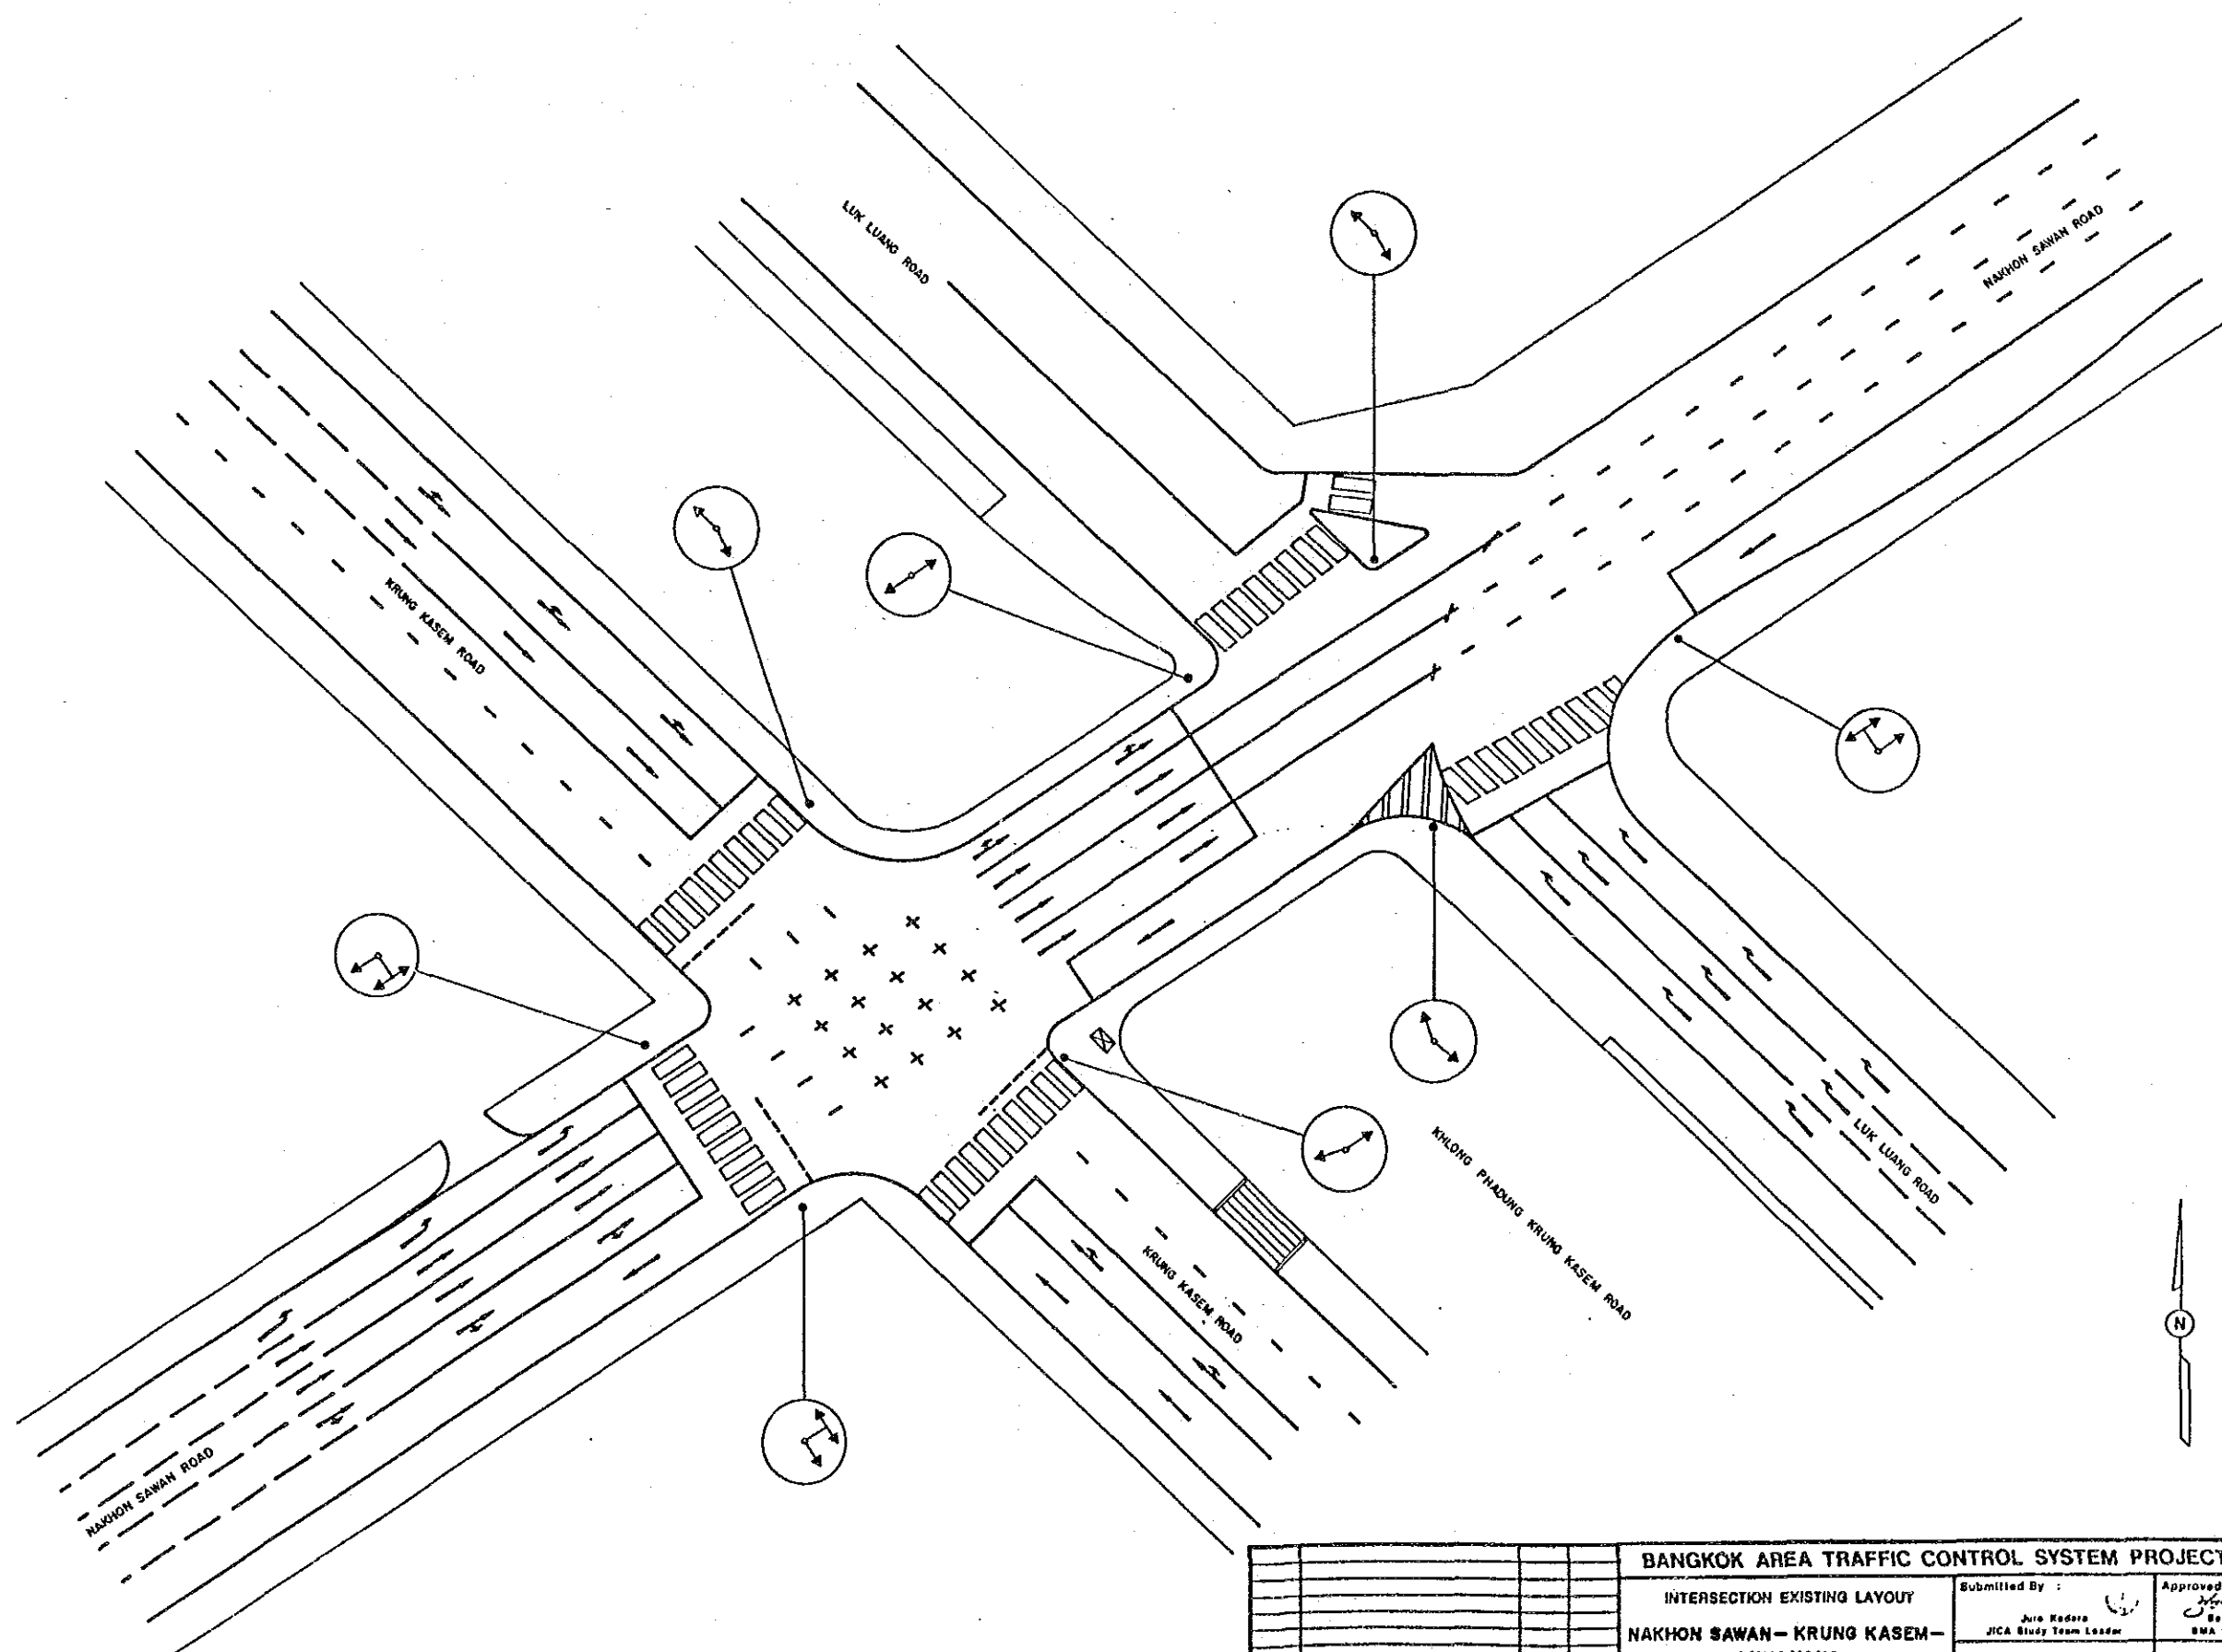 LUK LUANG ROAD
NAKHON SAWAN ROAD
KRUNG KASEM ROAD
KHLONG PHADUNG KRUNG KASEM ROAD
LUK LUANG ROAD
KRUNG KASEM ROAD
NAKHON SAWAN ROAD
N
BANGKOK AREA TRAFFIC CONTROL SYSTEM PROJECT
INTERSECTION EXISTING LAYOUT
NAKHON SAWAN - KRUNG KASEM -
Submitted By :
JICA Study Team Leader
Approved